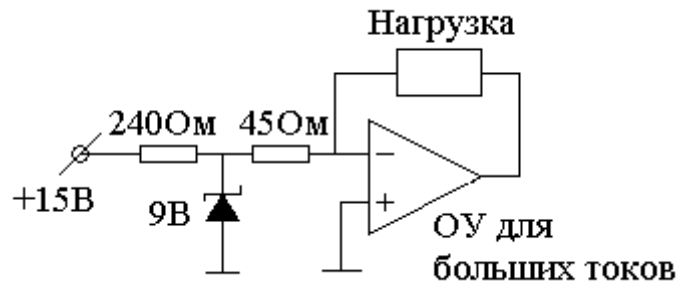 Нагрузка
240Ом 45Ом
+15В
9В
−
+
ОУ для
больших токов